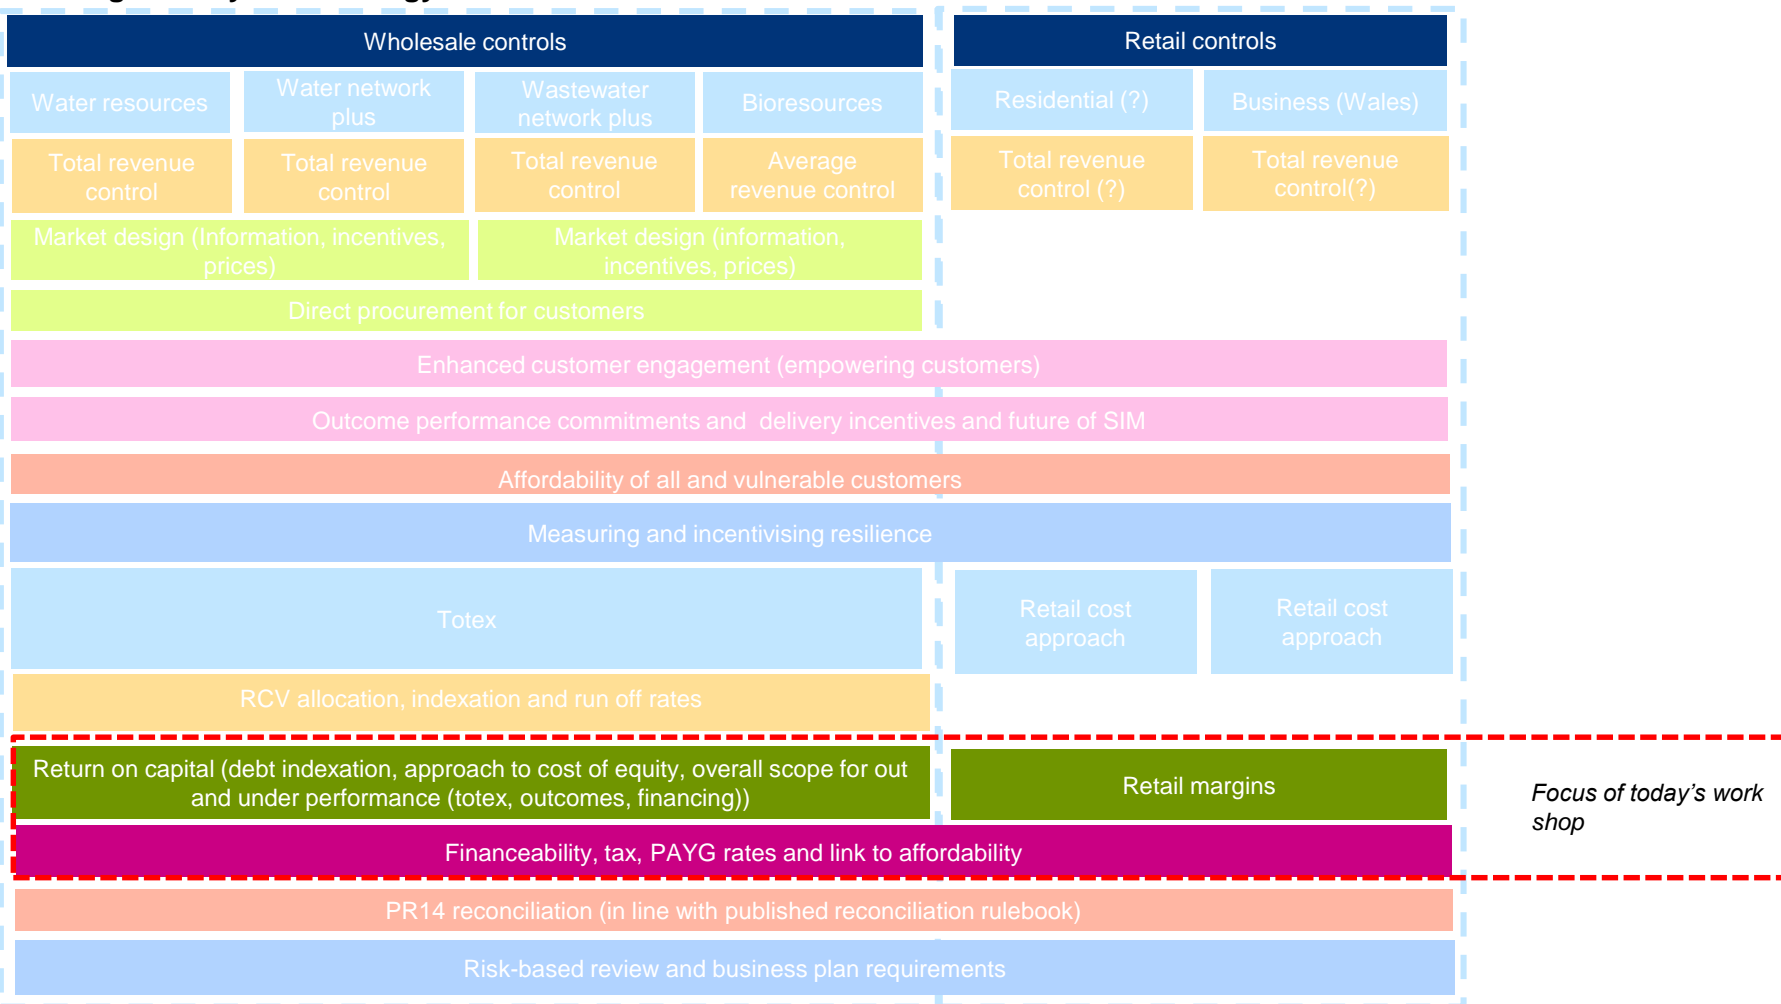 Wholesale controls
Retail controls
Water resources
Water network
plus
Wastewater
network plus
Bioresources
Residential (?)
Business (Wales)
Total revenue
control
Total revenue
control
Total revenue
control
Average
revenue control
Total revenue
control (?)
Total revenue
control(?)
Market design (Information, incentives,
prices)
Market design (information,
incentives, prices)
Direct procurement for customers
Enhanced customer engagement (empowering customers)
Outcome performance commitments and delivery incentives and future of SIM
Affordability of all and vulnerable customers
Measuring and incentivising resilience
Totex
Retail cost
approach
Retail cost
approach
RCV allocation, indexation and run off rates
Return on capital (debt indexation, approach to cost of equity, overall scope for out
and under performance (totex, outcomes, financing))
Retail margins
Focus of today's work
shop
Financeability, tax, PAYG rates and link to affordability
PR14 reconciliation (in line with published reconciliation rulebook)
Risk-based review and business plan requirements